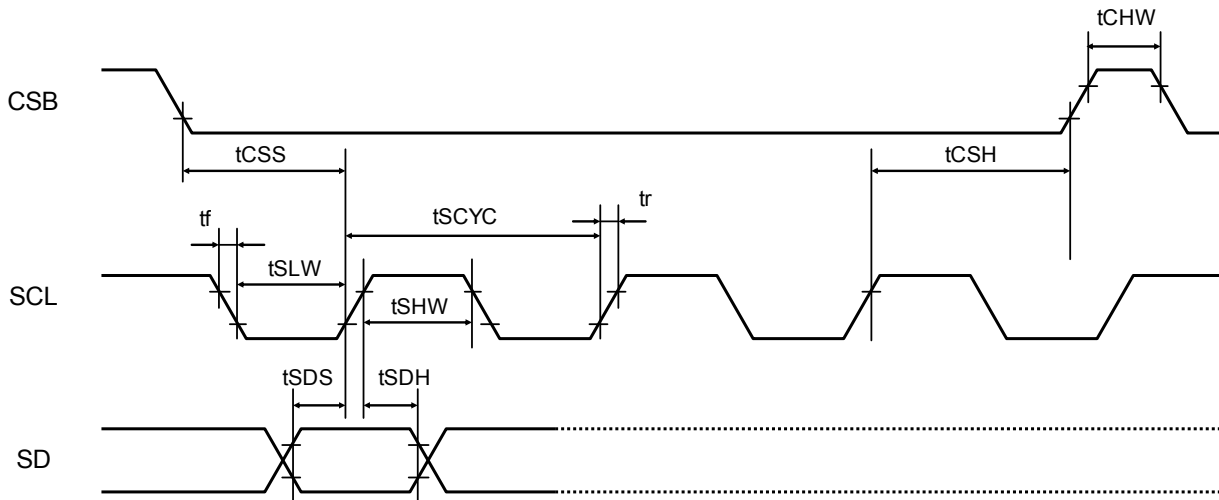 tCHW
CSB
tCSS
tCSH
tf
tSCYC
tr
tSLW
SCL
tSHW
tSDS
tSDH
SD